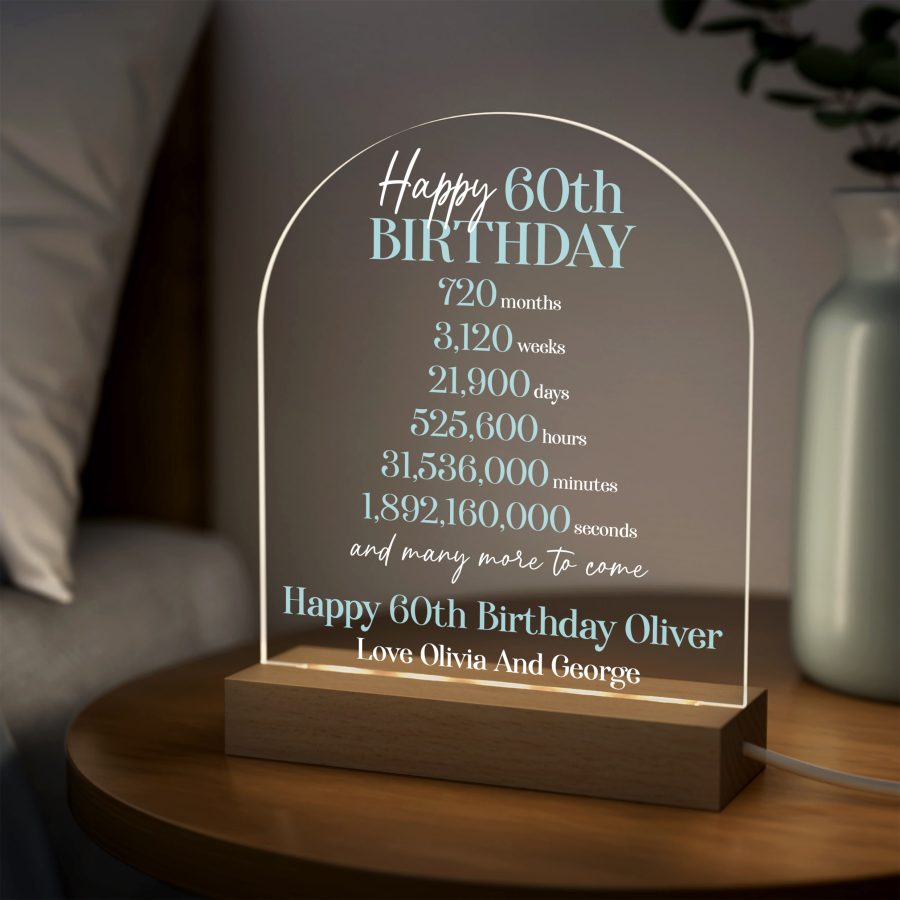 Happy 60th
BIRTHDAY
720 months
3,120 weeks
21,900 days
525,600 hours
31,536,000 minutes
1,892,160,000 seconds
and many more to come
Happy 60th Birthday Oliver
Love Olivia And George